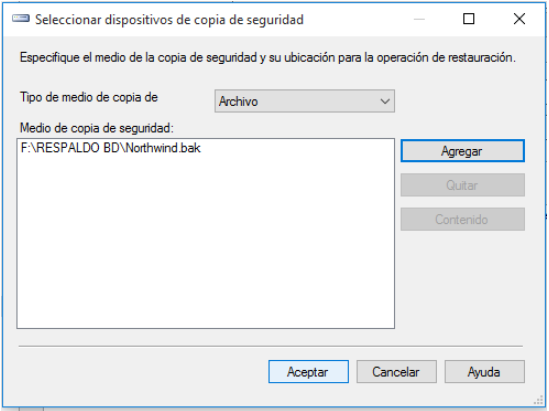 Seleccionar dispositivos de copia de seguridad
Especifique el medio de la copia de seguridad y su ubicación para la operación de restauración.
Tipo de medio de copia de
Archivo
Medio de copia de seguridad:
F:\RESPALDO BD\Northwind.bak
Agregar
Quitar
Contenido
Aceptar
Cancelar
Ayuda